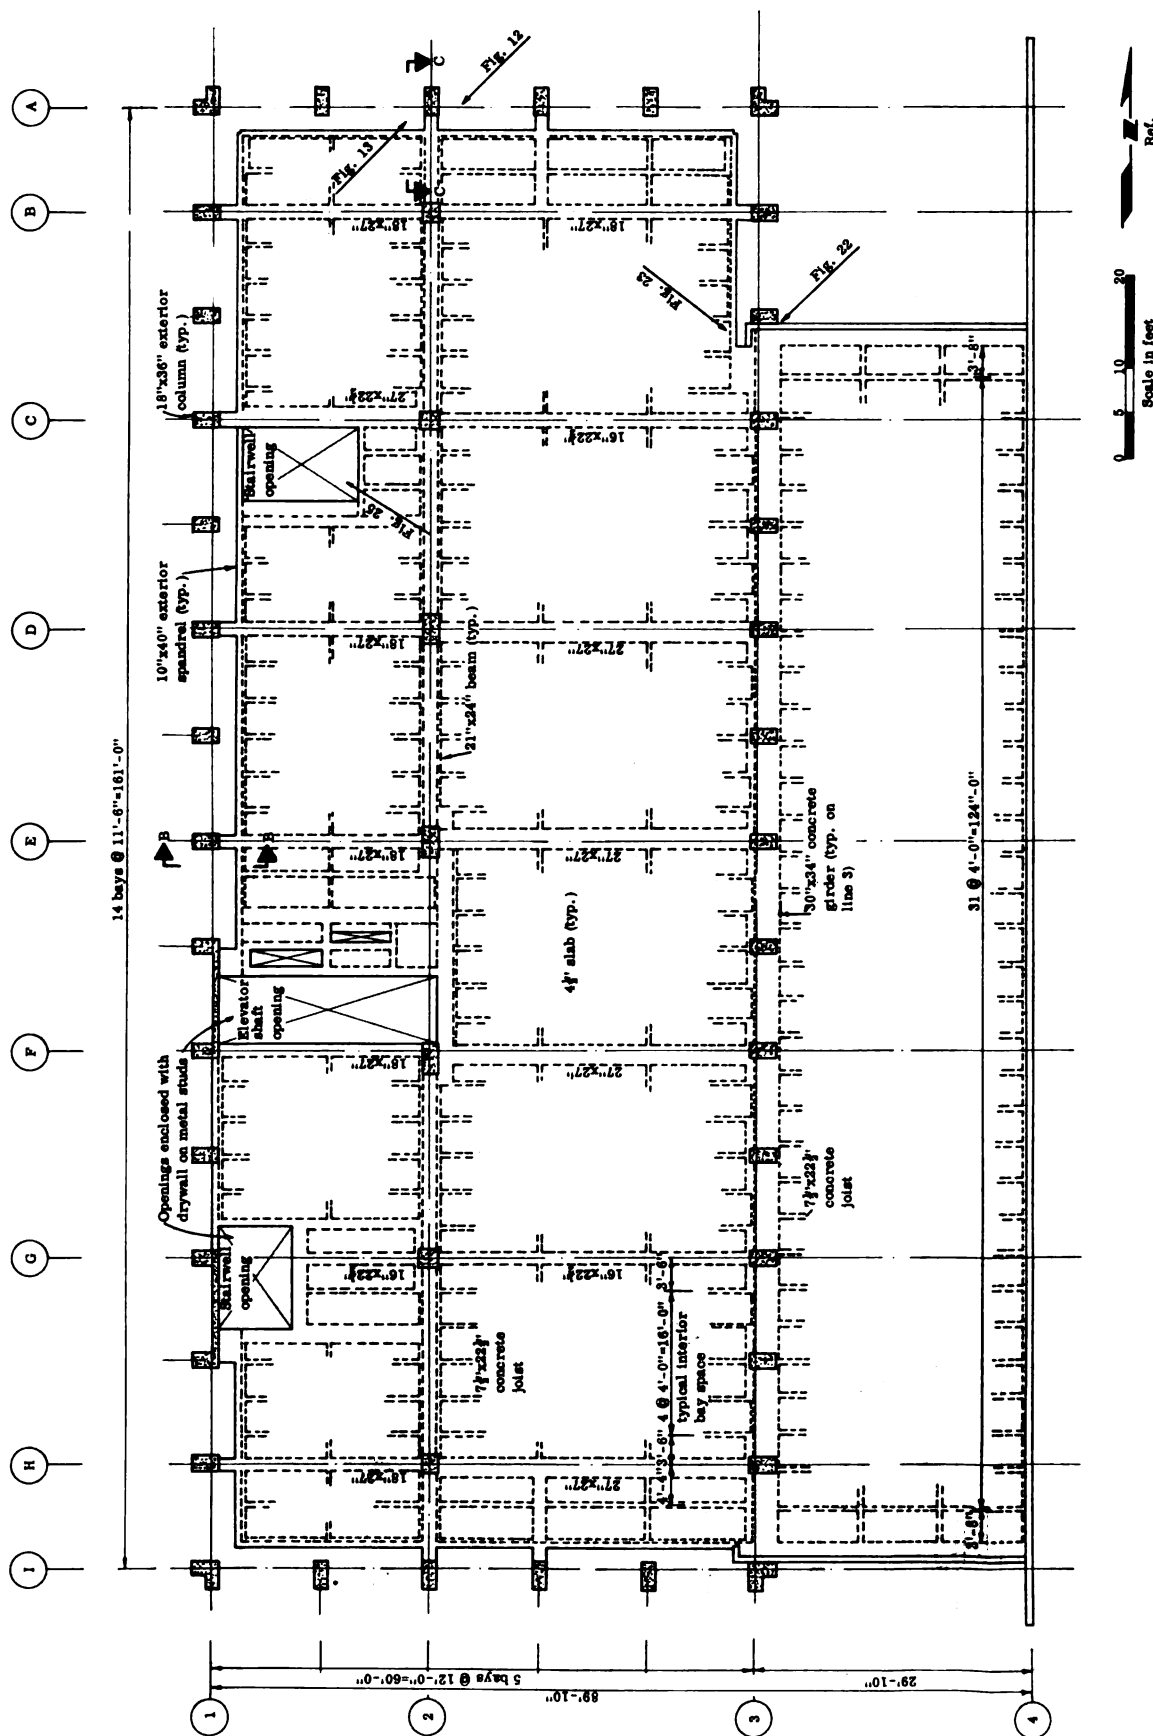 A
B
C
D
E
F
G
H
I
1
2
3
4
14 bays @ 11'-6"=161'-0"
5 bays @ 12'-0"=60'-0"
89'-10"
29'-10"
C
C
Fig. 12
Fig. 13
18"x27"
18"x27"
Fig. 23
Fig. 22
18"x36" exterior
column (typ.)
27"x22½"
16"x22½"
Stairwell
opening
10"x40" exterior
spandrel (typ.)
18"x27"
27"x27"
21"x24" beam (typ.)
B
B
18"x27"
27"x27"
30"x34" concrete
girder (typ. on
line 3)
4½" slab (typ.)
31 @ 4'-0"=124'-0"
3'-8"
Elevator
shaft
opening
Openings enclosed with
drywall on metal studs
18"x27"
27"x27"
7½"x22½"
concrete
joist
Stairwell
opening
16"x22½"
16"x22½"
7½"x22½"
concrete
joist
4'-4"
3'-6"
4 @ 4'-0"=16'-0"
3'-6"
typical interior
bay space
18"x27"
27"x27"
3'-8"
0
5
10
20
Scale in feet
Ref.